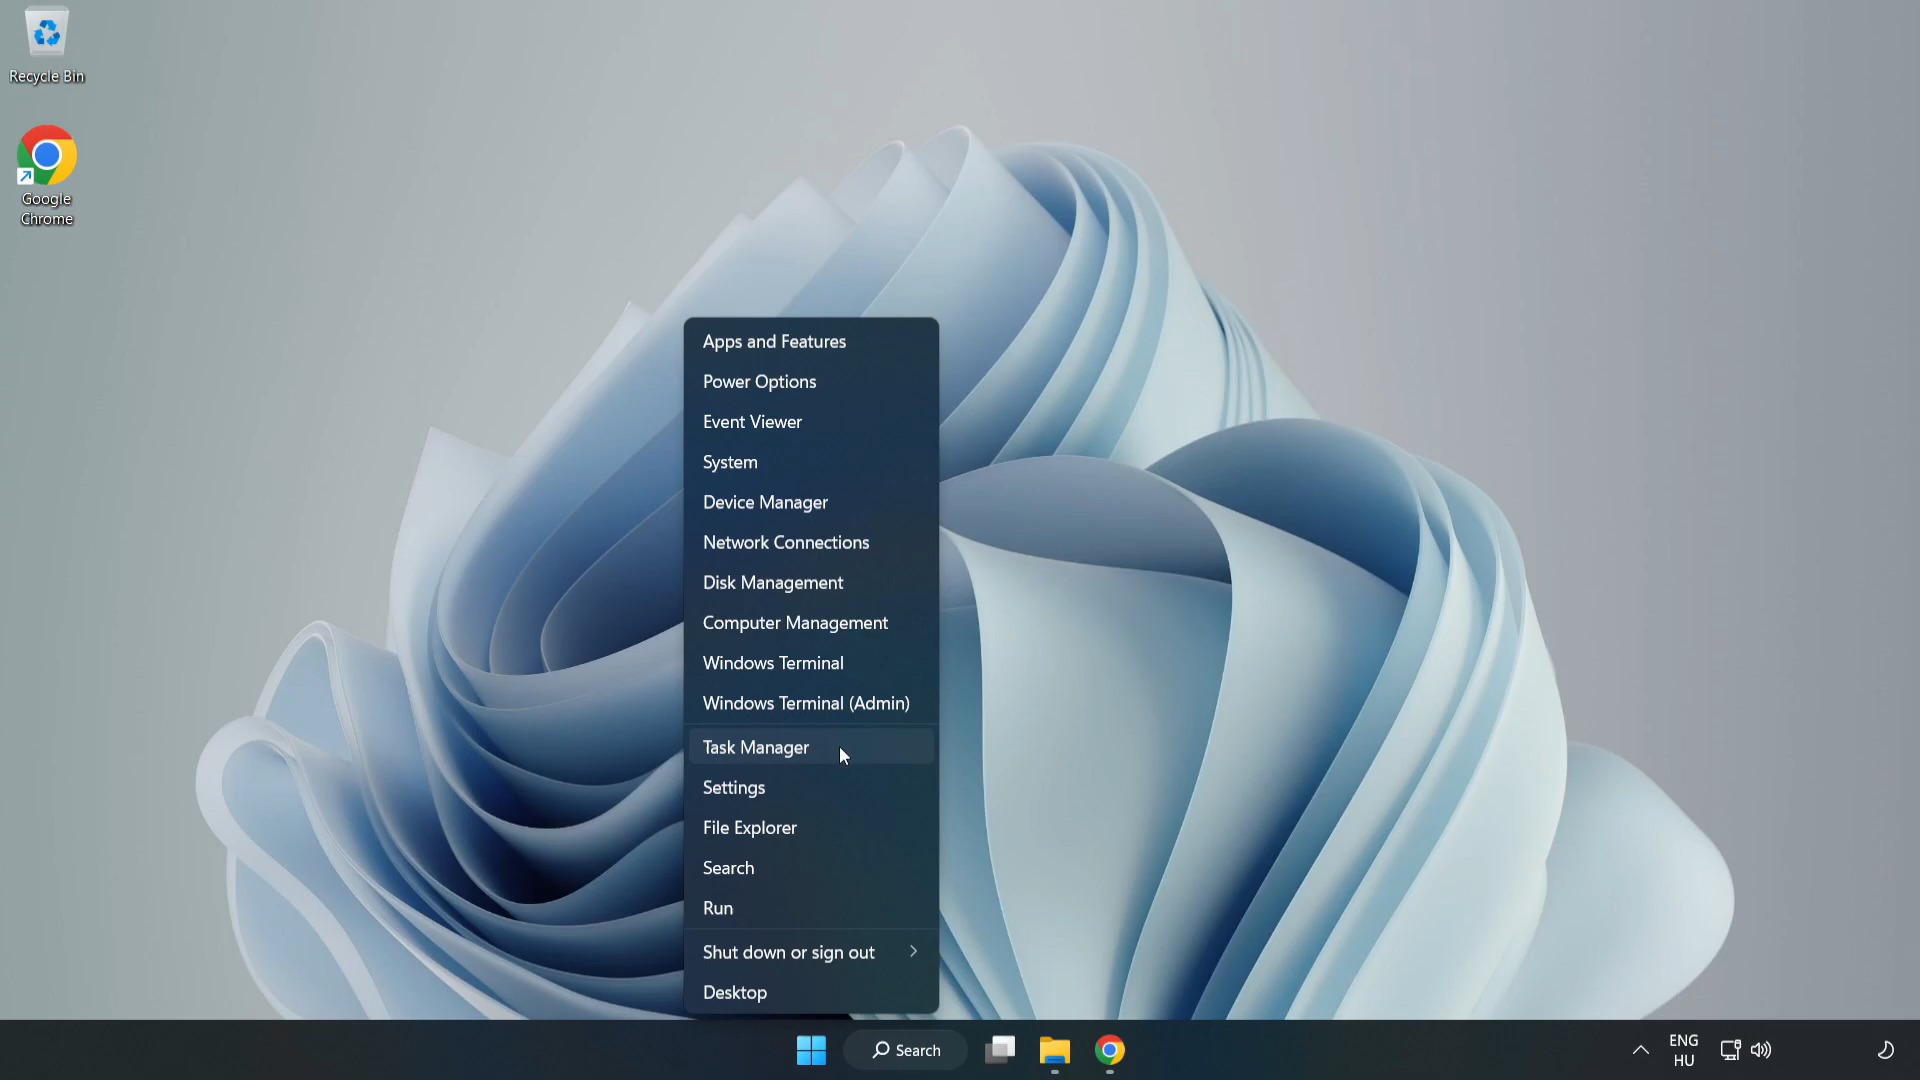 Recycle Bin
Google
Chrome
Apps and Features
Power Options
Event Viewer
System
Device Manager
Network Connections
Disk Management
Computer Management
Windows Terminal
Windows Terminal (Admin)
Task Manager
Settings
File Explorer
Search
Run
Shut down or sign out
Desktop
Search
ENG
HU